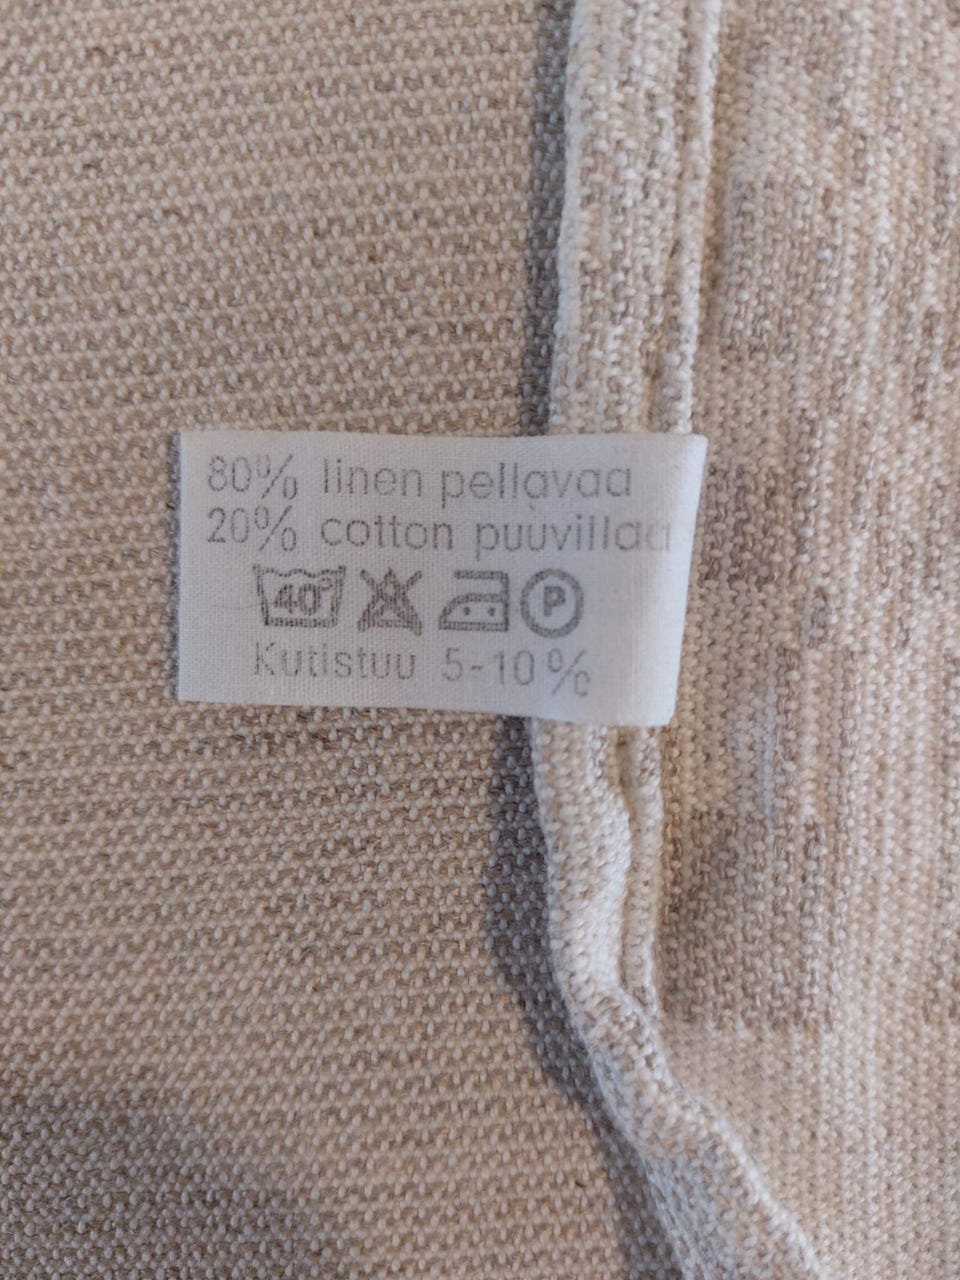 80% linen pellavaa
20% cotton puuvillaa
40° P
Kutistuu 5-10%